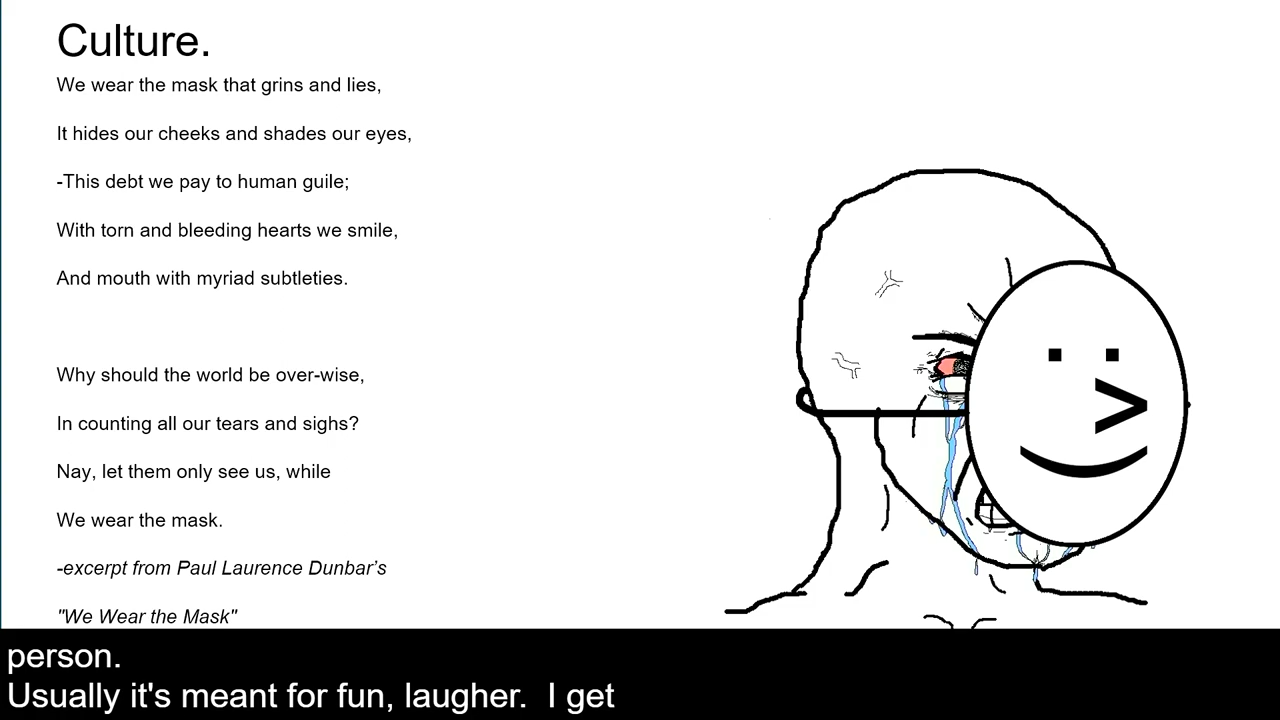 Culture.
We wear the mask that grins and lies,
It hides our cheeks and shades our eyes,
-This debt we pay to human guile;
With torn and bleeding hearts we smile,
And mouth with myriad subtleties.
Why should the world be over-wise,
In counting all our tears and sighs?
Nay, let them only see us, while
We wear the mask.
-excerpt from Paul Laurence Dunbar's
"We Wear the Mask"
person.
Usually it's meant for fun, laugher.  I get